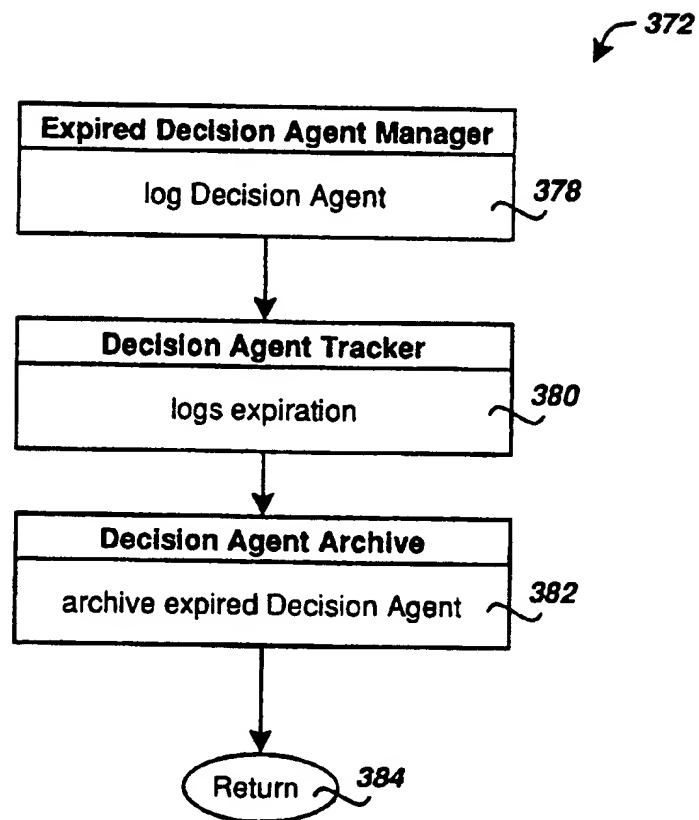 372
Expired Decision Agent Manager
log Decision Agent
378
Decision Agent Tracker
logs expiration
380
Decision Agent Archive
archive expired Decision Agent
382
Return
384